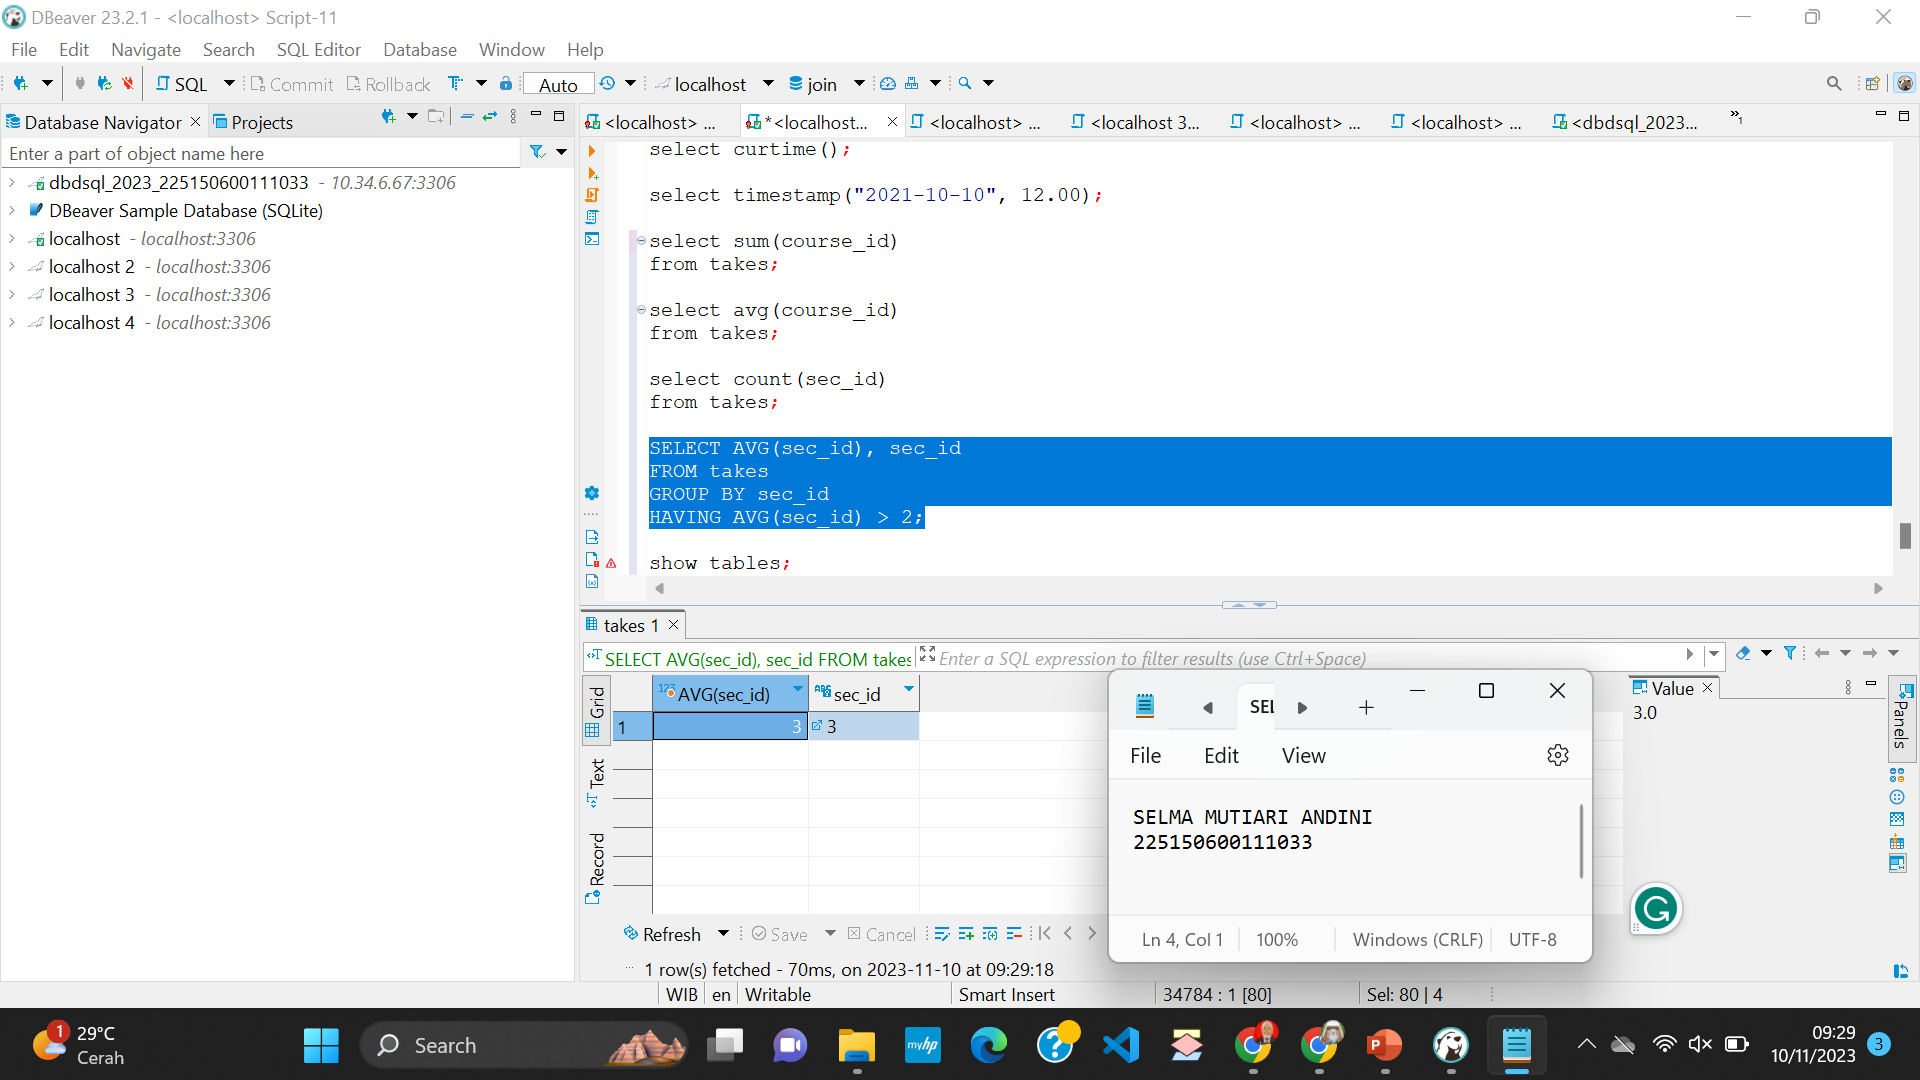 DBeaver 23.2.1 - <localhost> Script-11
File Edit Navigate Search SQL Editor Database Window Help
SQL Commit Rollback Auto localhost join
Database Navigator Projects
<localhost> ... *<localhost... <localhost> ... <localhost 3... <localhost> ... <localhost> ... <dbdsql_2023... »1
Enter a part of object name here
dbdsql_2023_225150600111033 - 10.34.6.67:3306
DBeaver Sample Database (SQLite)
localhost - localhost:3306
localhost 2 - localhost:3306
localhost 3 - localhost:3306
localhost 4 - localhost:3306
select curtime();
select timestamp("2021-10-10", 12.00);
select sum(course_id)
from takes;
select avg(course_id)
from takes;
select count(sec_id)
from takes;
SELECT AVG(sec_id), sec_id
FROM takes
GROUP BY sec_id
HAVING AVG(sec_id) > 2;
show tables;
takes 1
SELECT AVG(sec_id), sec_id FROM takes
Enter a SQL expression to filter results (use Ctrl+Space)
Grid
Text
Record
123 AVG(sec_id) ABC sec_id
1 3 3
Value
3.0
Panels
SEL
File Edit View
SELMA MUTIARI ANDINI
225150600111033
Ln 4, Col 1 100% Windows (CRLF) UTF-8
Refresh Save Cancel
1 row(s) fetched - 70ms, on 2023-11-10 at 09:29:18
WIB en Writable Smart Insert 34784 : 1 [80] Sel: 80 | 4
1
29°C
Cerah
Search
myhp
09:29
10/11/2023
3